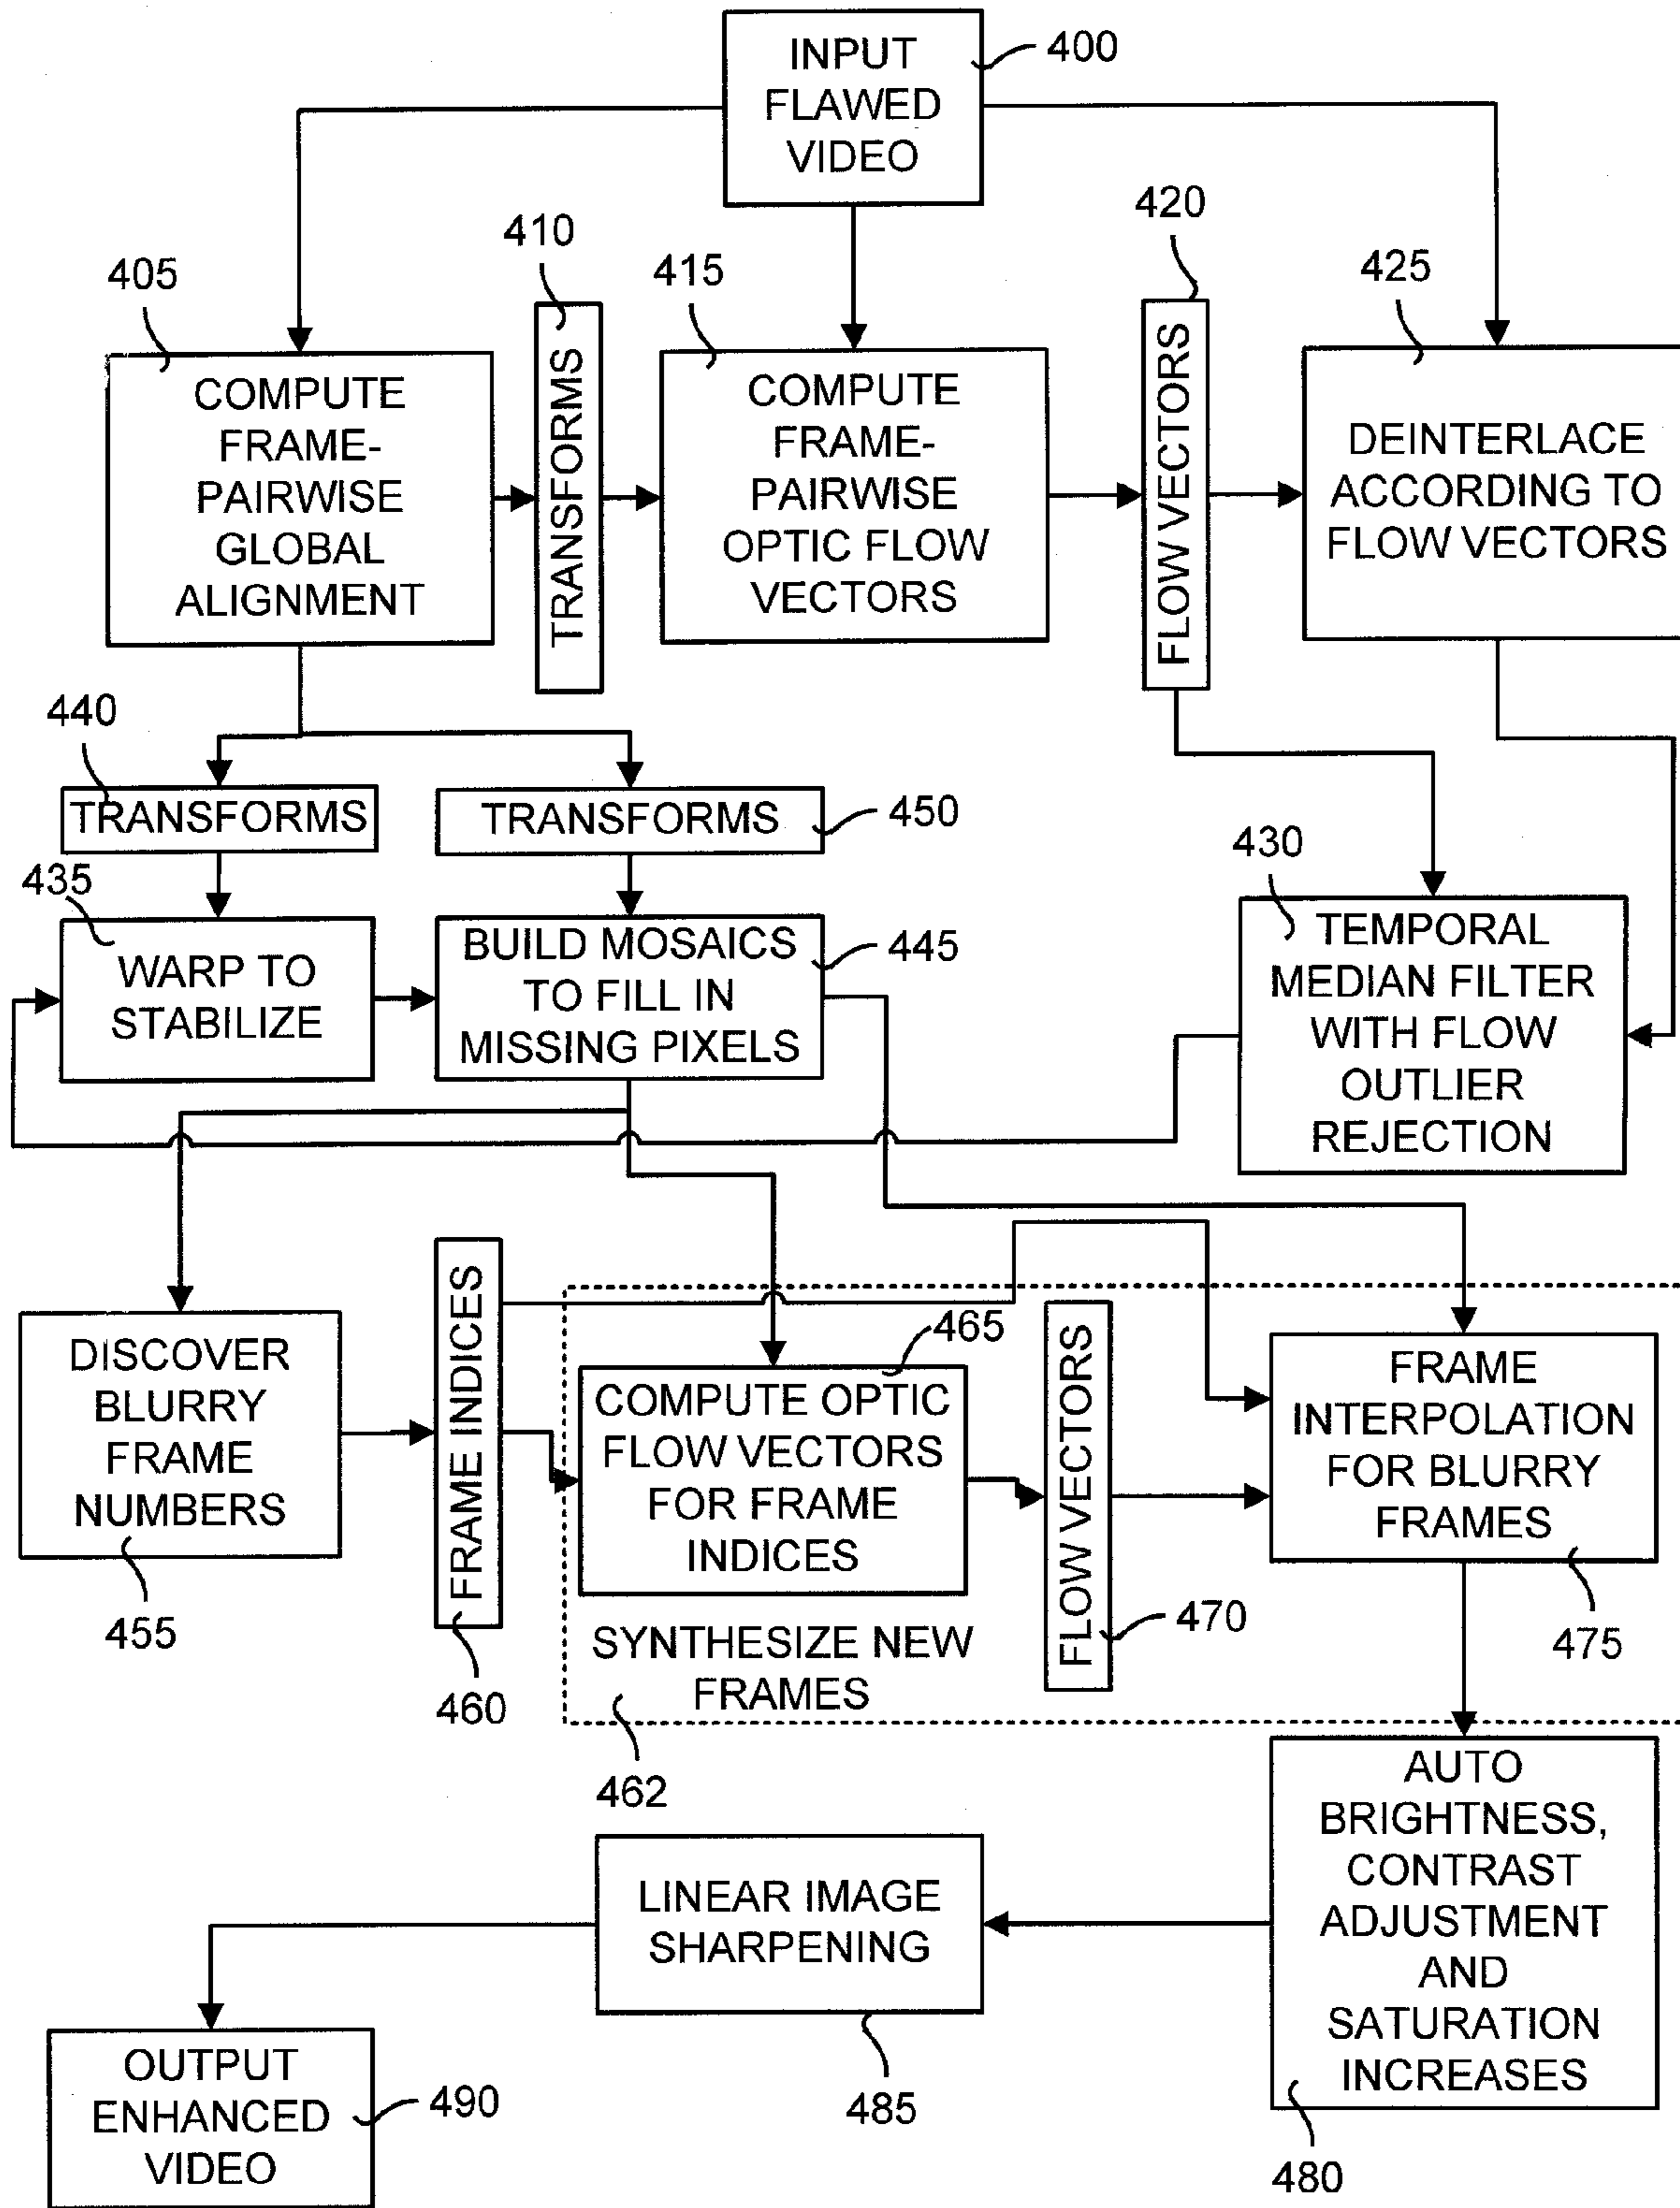 INPUT
FLAWED
VIDEO
400
405
410
415
420
425
COMPUTE
FRAME-
PAIRWISE
GLOBAL
ALIGNMENT
TRANSFORMS
COMPUTE
FRAME-
PAIRWISE
OPTIC FLOW
VECTORS
FLOW VECTORS
DEINTERLACE
ACCORDING TO
FLOW VECTORS
440
TRANSFORMS
TRANSFORMS
450
430
435
WARP TO
STABILIZE
BUILD MOSAICS
TO FILL IN
MISSING PIXELS
445
TEMPORAL
MEDIAN FILTER
WITH FLOW
OUTLIER
REJECTION
DISCOVER
BLURRY
FRAME
NUMBERS
455
FRAME INDICES
460
465
COMPUTE OPTIC
FLOW VECTORS
FOR FRAME
INDICES
SYNTHESIZE NEW
FRAMES
462
FLOW VECTORS
470
FRAME
INTERPOLATION
FOR BLURRY
FRAMES
475
AUTO
BRIGHTNESS,
CONTRAST
ADJUSTMENT
AND
SATURATION
INCREASES
480
LINEAR IMAGE
SHARPENING
485
OUTPUT
ENHANCED
VIDEO
490